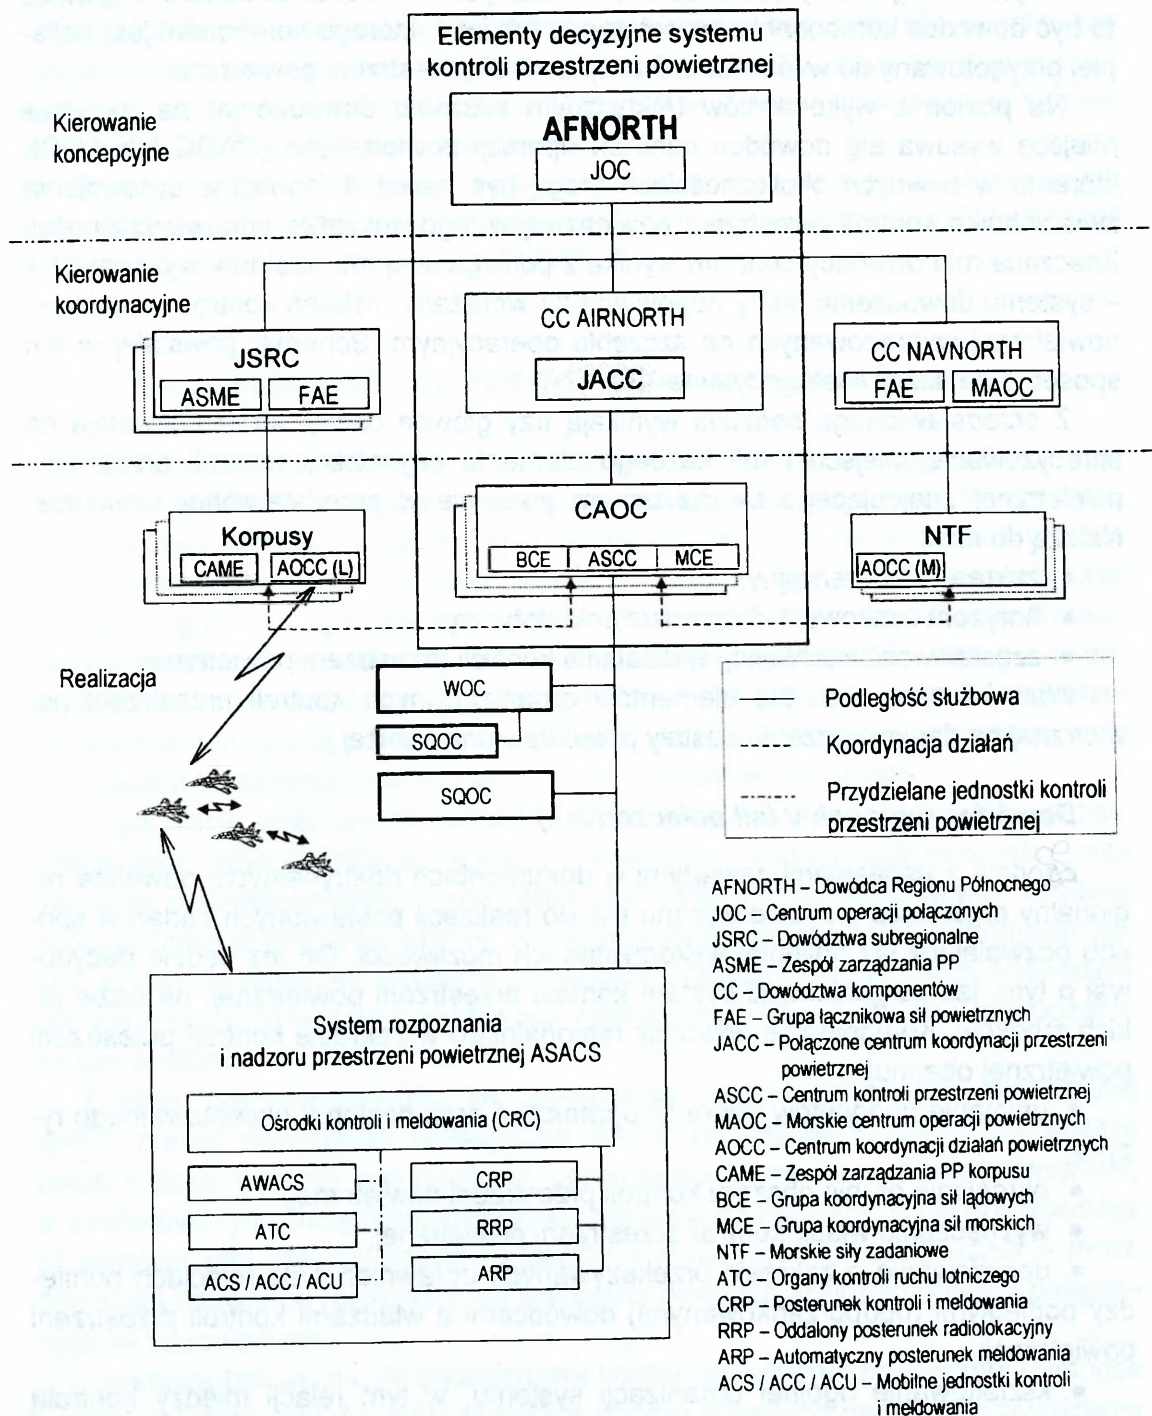 Elementy decyzyjne systemu
kontroli przestrzeni powietrznej
Kierowanie
koncepcyjne
AFNORTH
JOC
Kierowanie
koordynacyjne
JSRC
ASME
FAE
CC AIRNORTH
JACC
CC NAVNORTH
FAE
MAOC
Korpusy
CAME
AOCC (L)
CAOC
BCE
ASCC
MCE
NTF
AOCC (M)
Realizacja
WOC
SQOC
SQOC
Podległość służbowa
Koordynacja działań
Przydzielane jednostki kontroli
przestrzeni powietrznej
System rozpoznania
i nadzoru przestrzeni powietrznej ASACS
Ośrodki kontroli i meldowania (CRC)
AWACS
CRP
ATC
RRP
ACS / ACC / ACU
ARP
AFNORTH – Dowódca Regionu Północnego
JOC – Centrum operacji połączonych
JSRC – Dowództwa subregionalne
ASME – Zespół zarządzania PP
CC – Dowództwa komponentów
FAE – Grupa łącznikowa sił powietrznych
JACC – Połączone centrum koordynacji przestrzeni
powietrznej
ASCC – Centrum kontroli przestrzeni powietrznej
MAOC – Morskie centrum operacji powietrznych
AOCC – Centrum koordynacji działań powietrznych
CAME – Zespół zarządzania PP korpusu
BCE – Grupa koordynacyjna sił lądowych
MCE – Grupa koordynacyjna sił morskich
NTF – Morskie siły zadaniowe
ATC – Organy kontroli ruchu lotniczego
CRP – Posterunek kontroli i meldowania
RRP – Oddalony posterunek radiolokacyjny
ARP – Automatyczny posterunek meldowania
ACS / ACC / ACU – Mobilne jednostki kontroli
i meldowania